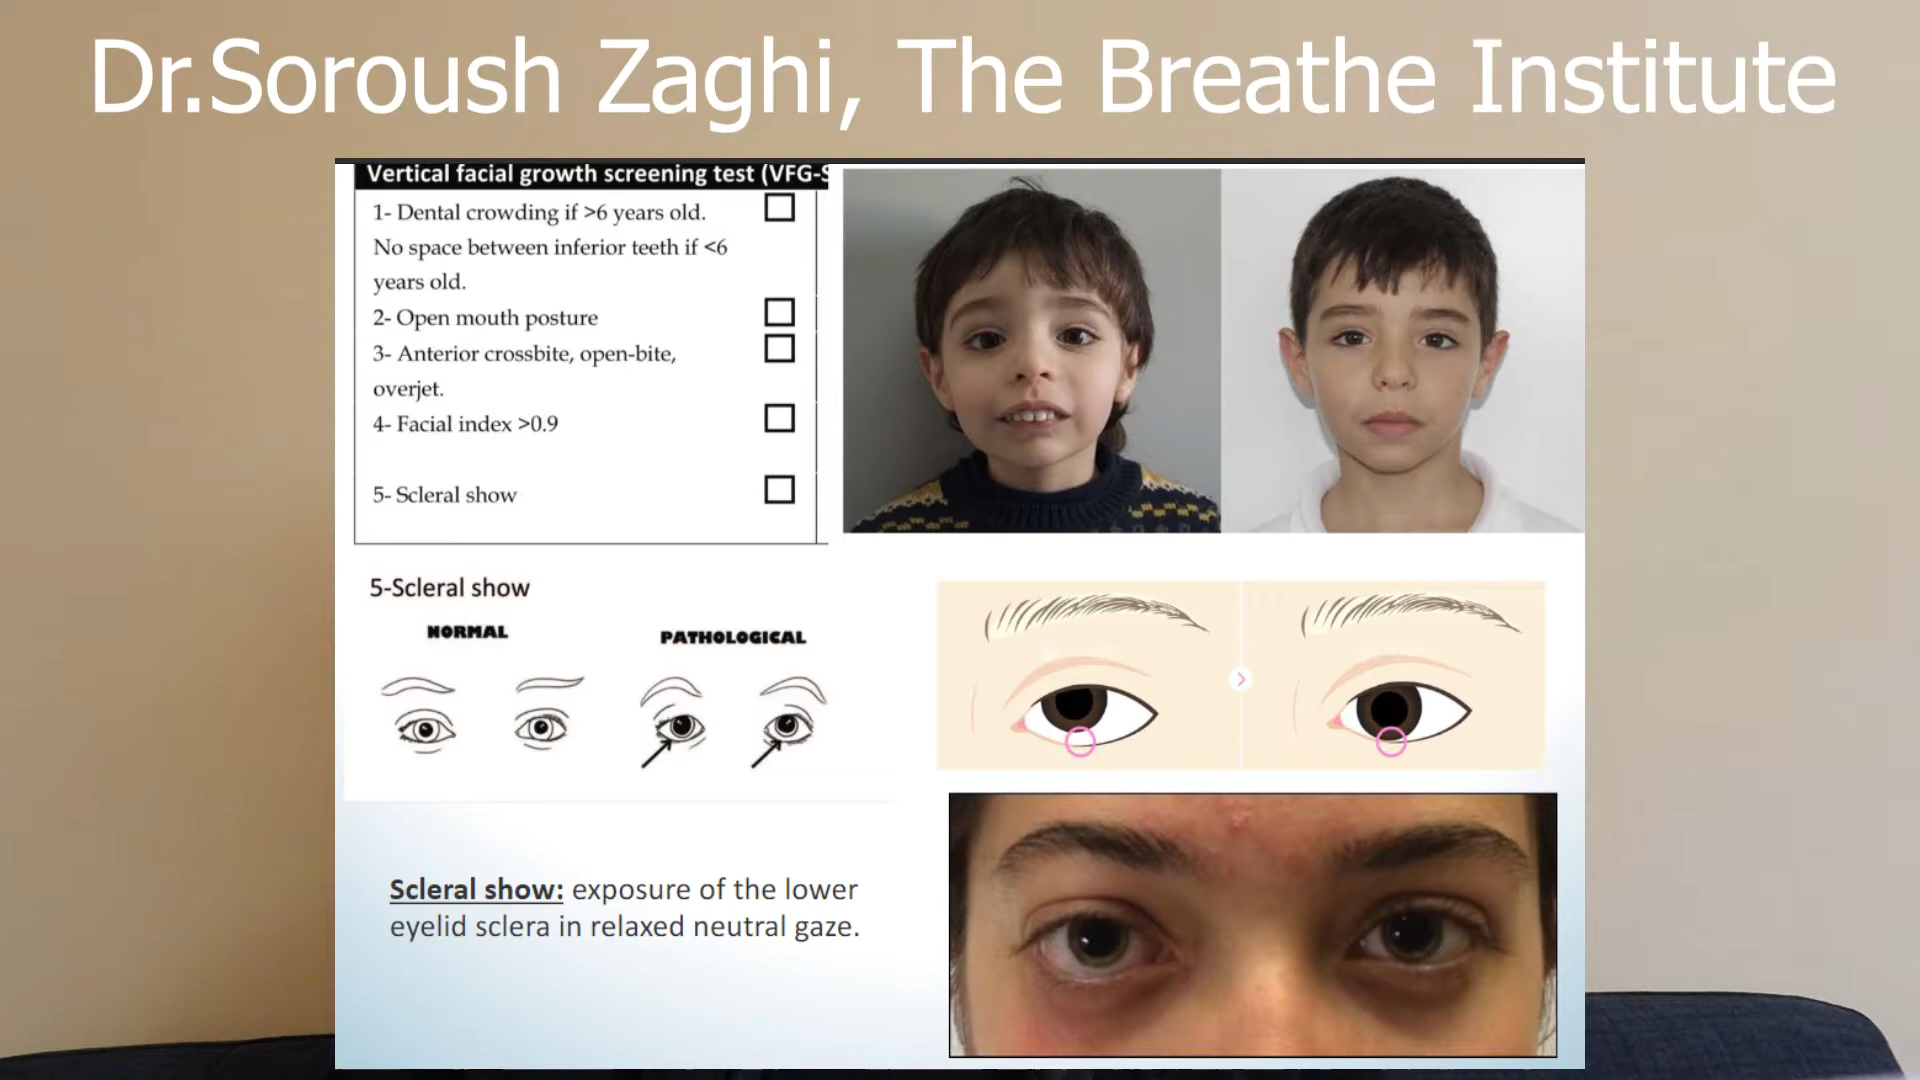 Dr.Soroush Zaghi, The Breathe Institute
Vertical facial growth screening test (VFG-S
1- Dental crowding if >6 years old.
No space between inferior teeth if <6
years old.
2- Open mouth posture
3- Anterior crossbite, open-bite,
overjet.
4- Facial index >0.9
5- Scleral show
5-Scleral show
NORMAL
PATHOLOGICAL
Scleral show: exposure of the lower
eyelid sclera in relaxed neutral gaze.